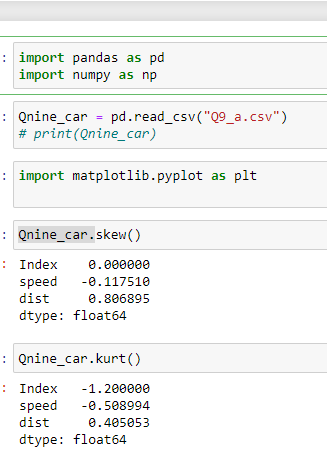 : import pandas as pd
import numpy as np
: Qnine_car = pd.read_csv("Q9_a.csv")
# print(Qnine_car)
: import matplotlib.pyplot as plt
: Qnine_car.skew()
: Index    0.000000
speed   -0.117510
dist     0.806895
dtype: float64
: Qnine_car.kurt()
: Index   -1.200000
speed   -0.508994
dist     0.405053
dtype: float64